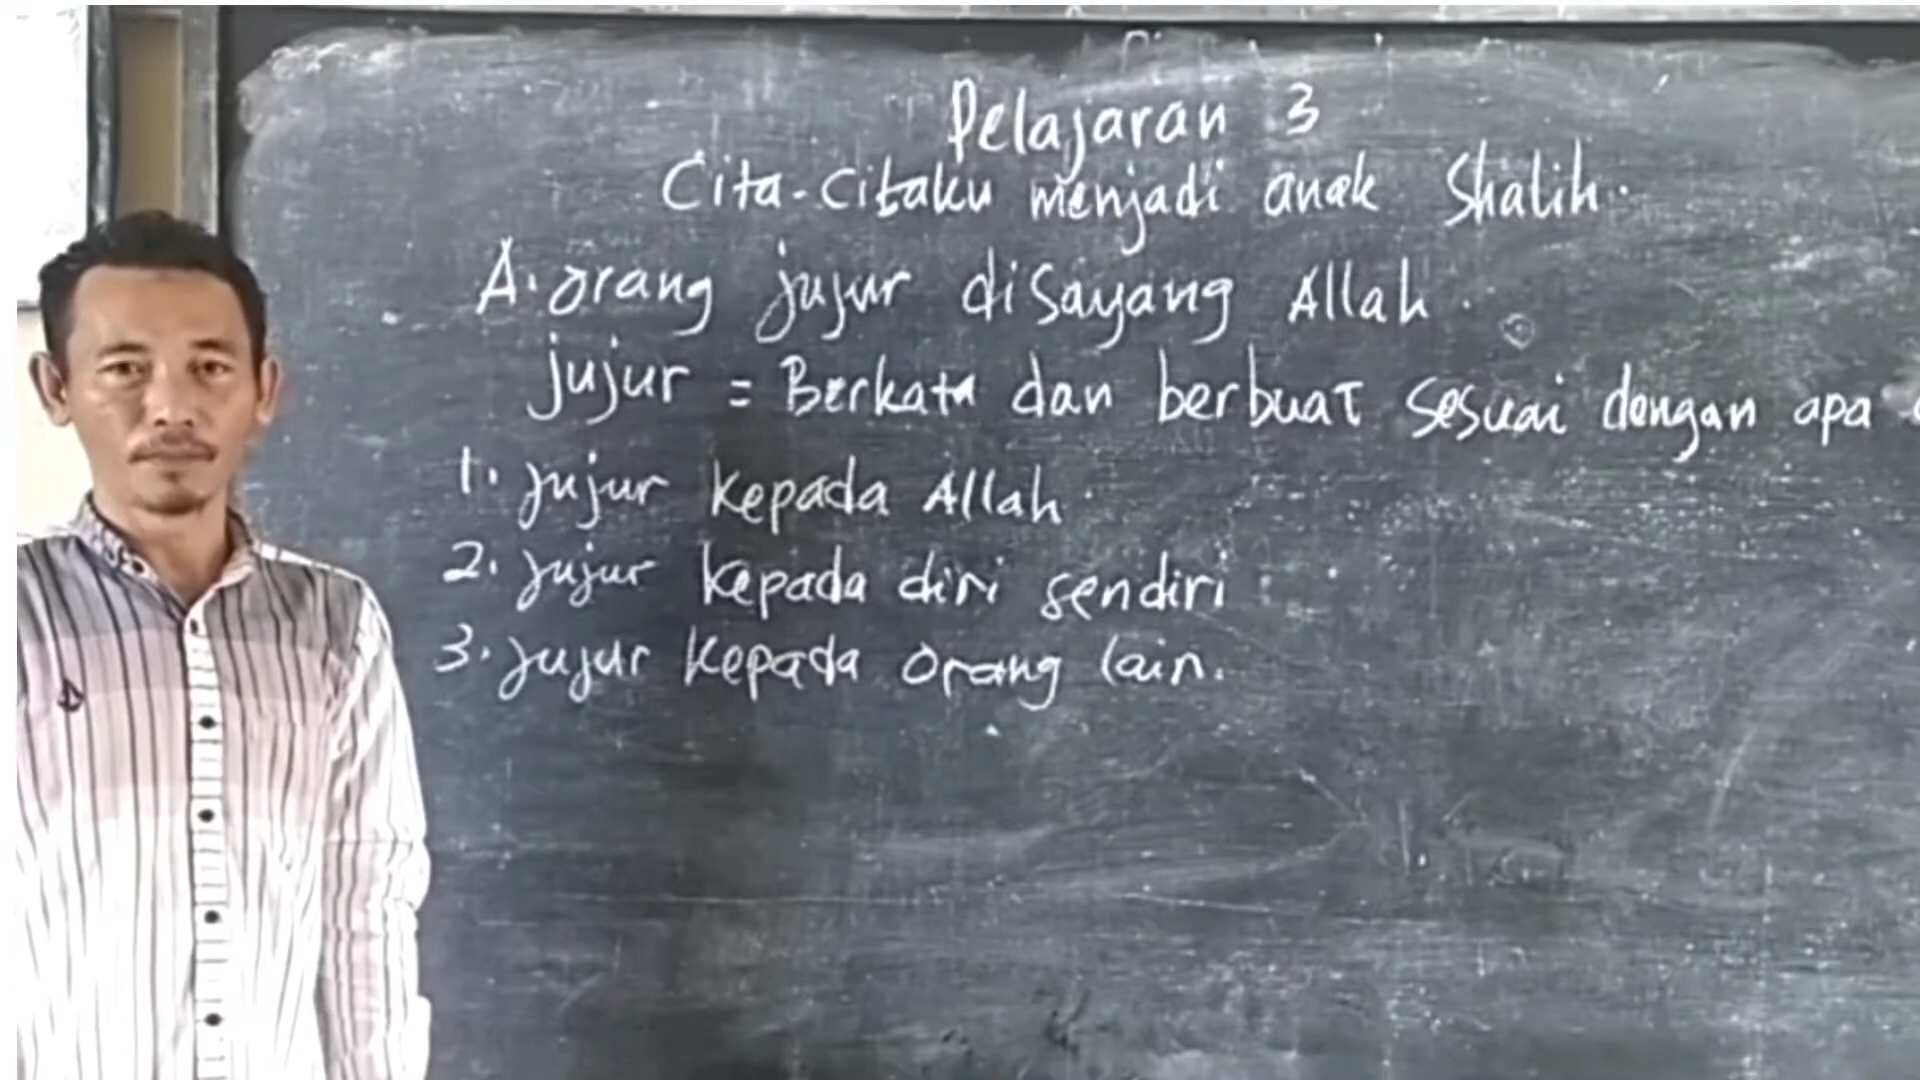 Pelajaran 3
Cita-Citaku menjadi anak Shalih.
A. orang jujur disayang Allah.
jujur = Berkata dan berbuat sesuai dengan apa
1. jujur kepada Allah.
2. jujur kepada diri sendiri
3. jujur kepada orang lain.